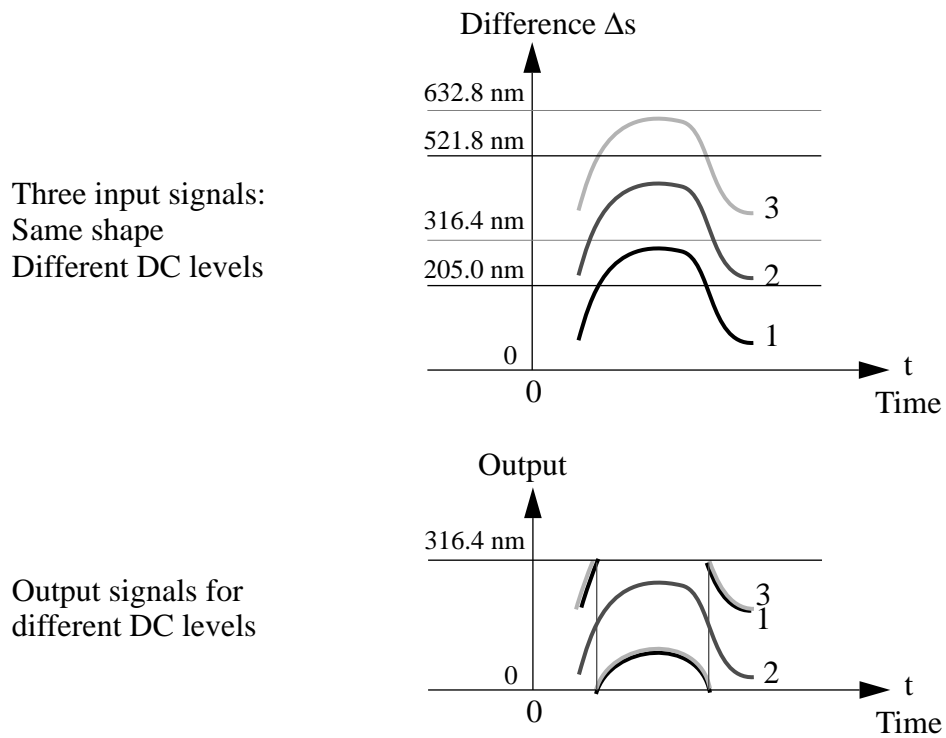 Difference Δs
632.8 nm
521.8 nm
Three input signals:
Same shape
Different DC levels
316.4 nm
205.0 nm
3
2
1
0
0
t
Time
Output
316.4 nm
Output signals for
different DC levels
3
1
2
0
0
t
Time